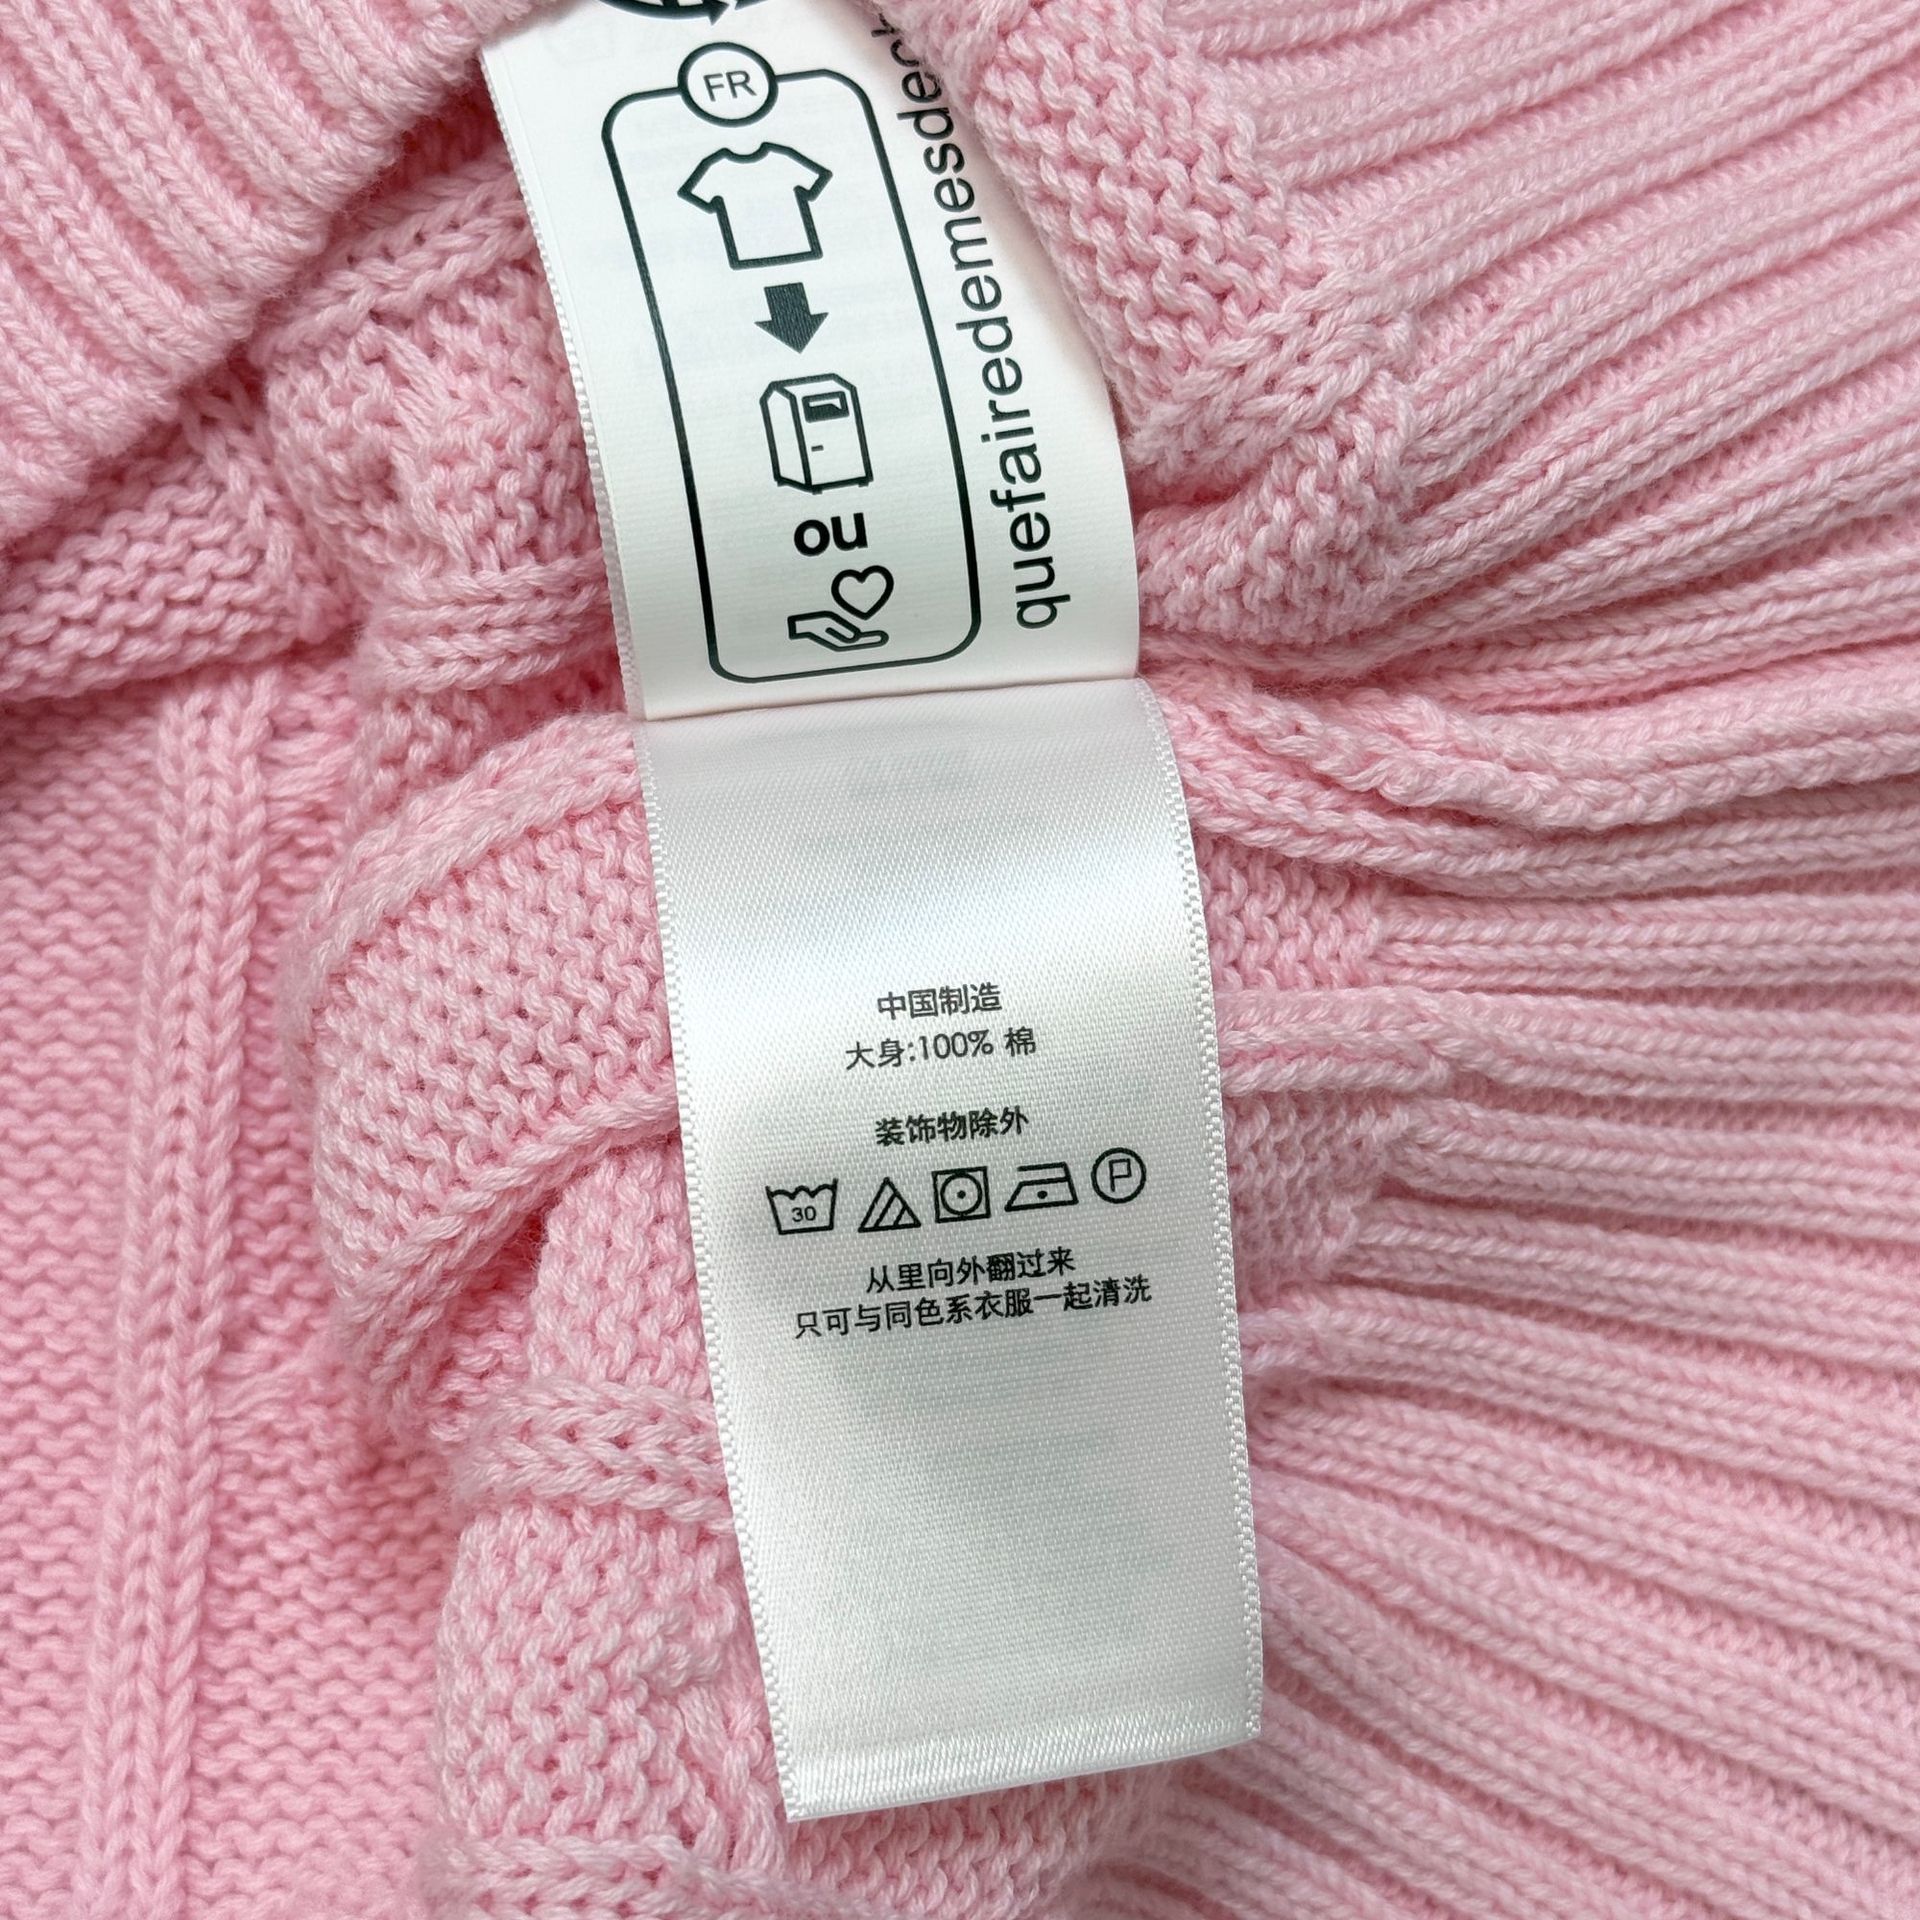 FR
ou
quefairedemesdech
中国制造
大身:100% 棉
装饰物除外
30
P
从里向外翻过来
只可与同色系衣服一起清洗